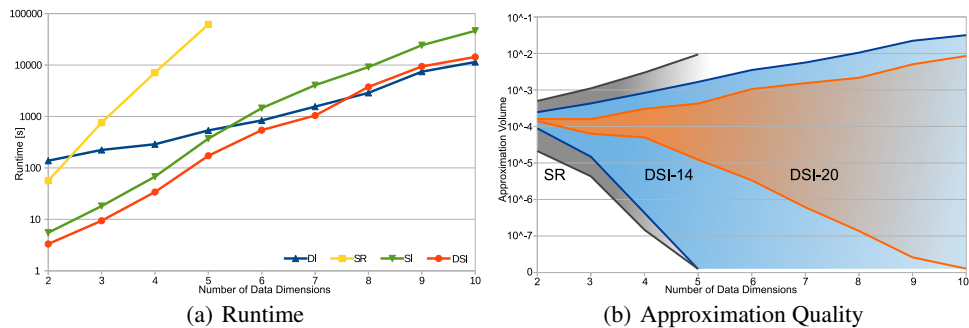 100000
10000
1000
100
10
1
Runtime [s]
2 3 4 5 6 7 8 9 10
Number of Data Dimensions
DI SR SI DSI
(a) Runtime
10^-1
10^-2
10^-3
10^-4
10^-5
10^-6
10^-7
0
Approximation Volume
SR DSI-14 DSI-20
2 3 4 5 6 7 8 9 10
Number of Data Dimensions
(b) Approximation Quality